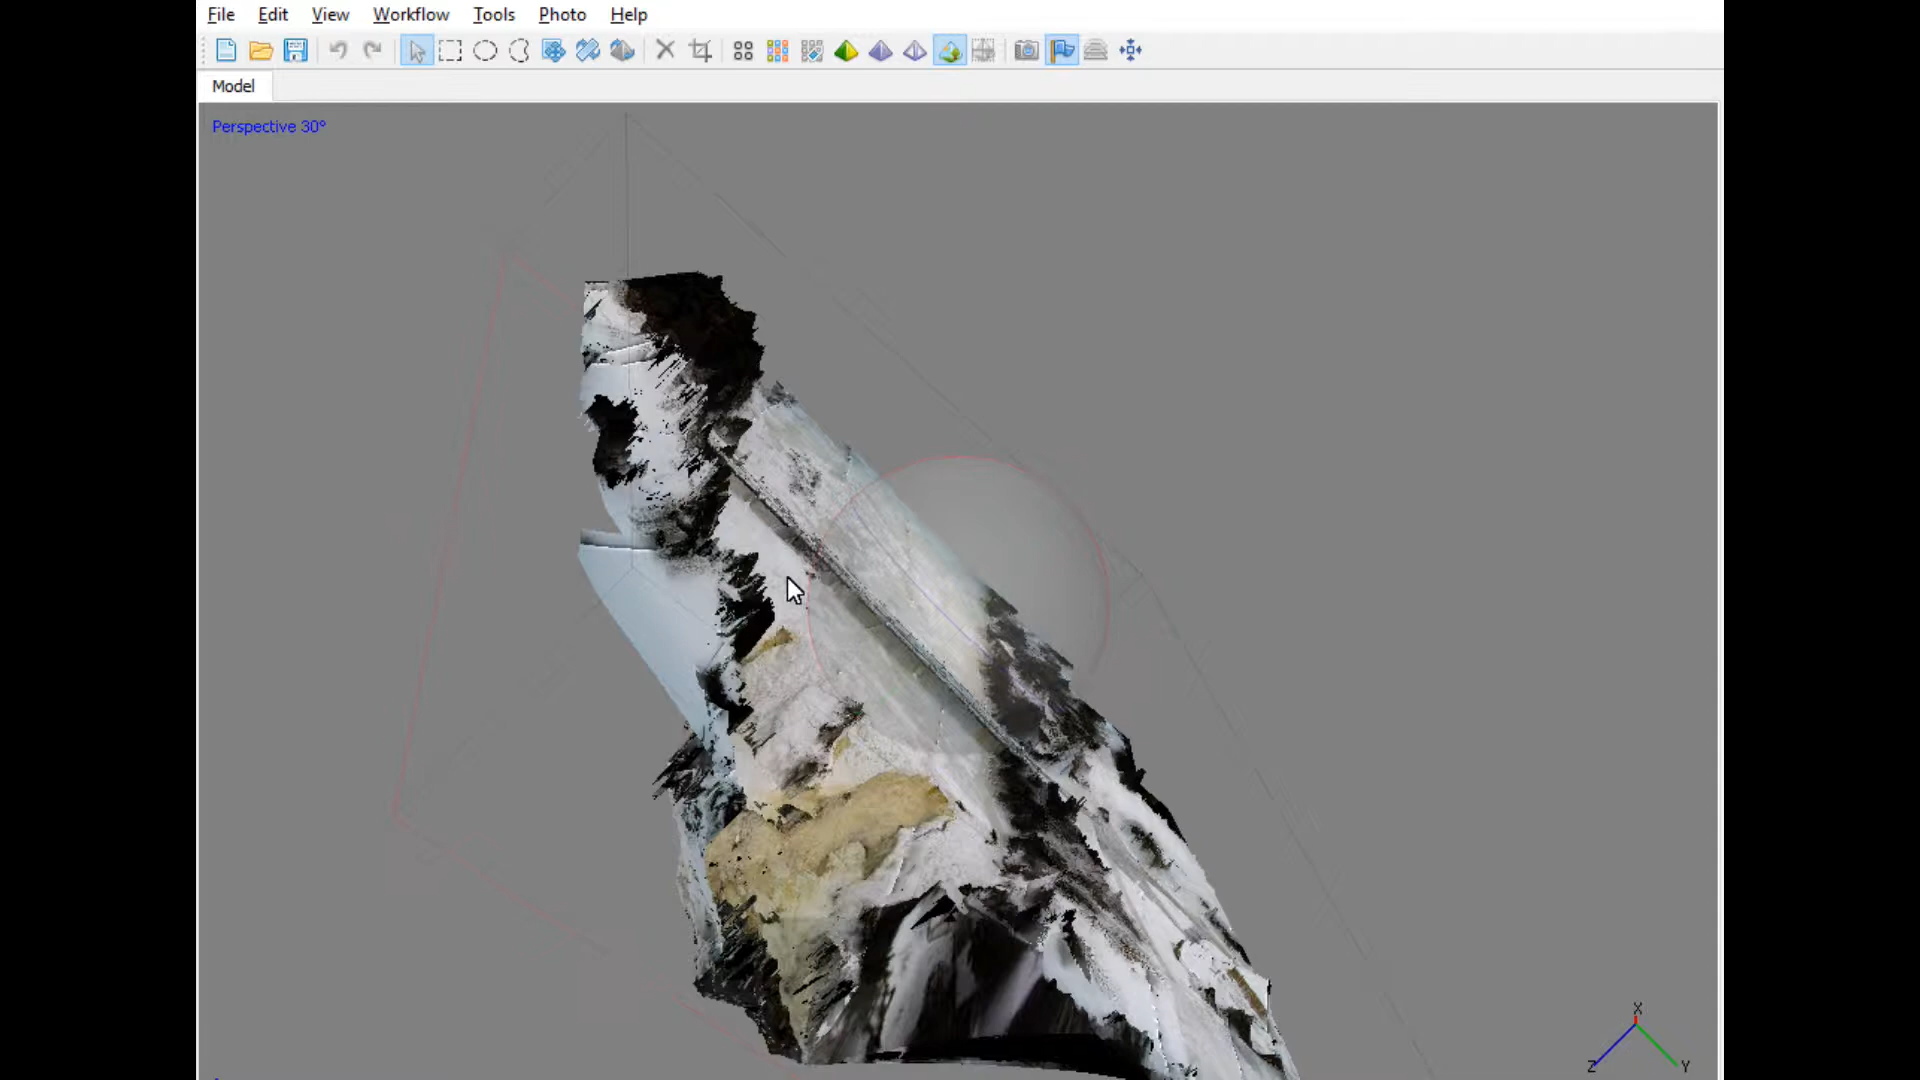 File Edit View Workflow Tools Photo Help
Model
Perspective 30°
X
Z
Y